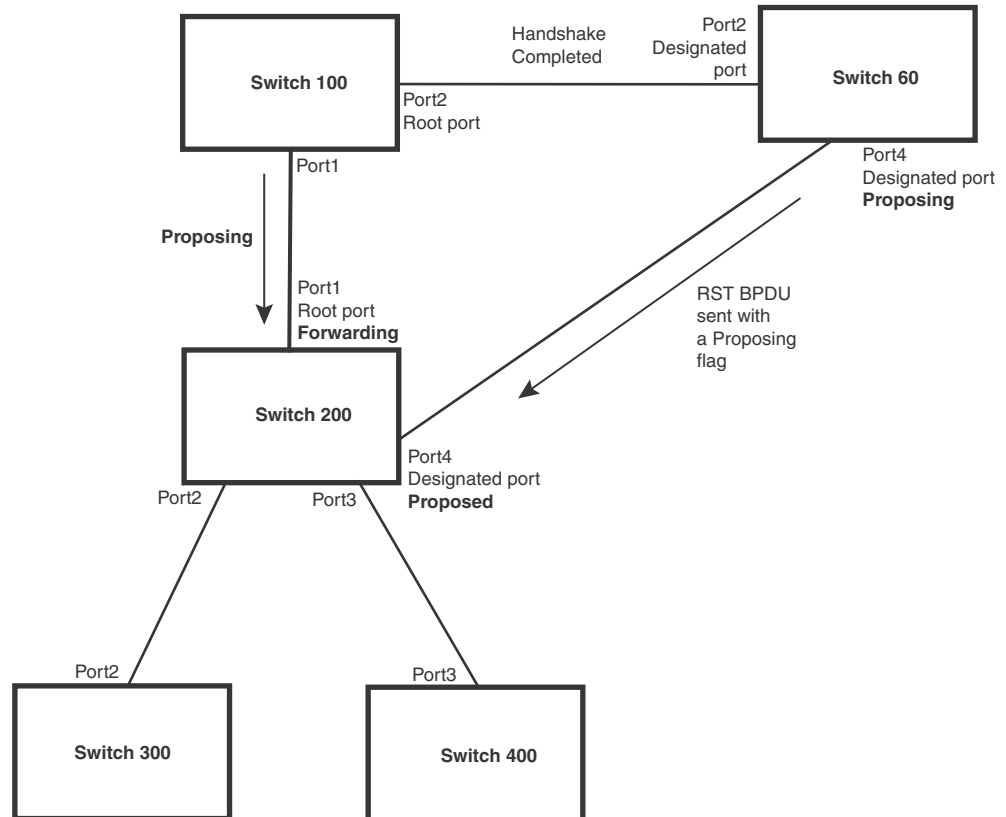 Handshake
Completed
Port2
Designated
port
Switch 100
Switch 60
Port2
Root port
Port1
Port4
Designated port
Proposing
Proposing
Port1
Root port
Forwarding
RST BPDU
sent with
a Proposing
flag
Switch 200
Port4
Designated port
Proposed
Port2
Port3
Port2
Port3
Switch 300
Switch 400